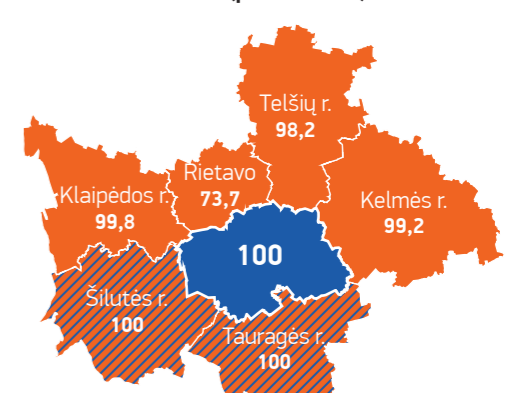 Telšių r.
98,2
Rietavo
73,7
Klaipėdos r.
99,8
Kelmės r.
99,2
100
Šilutės r.
100
Tauragės r.
100